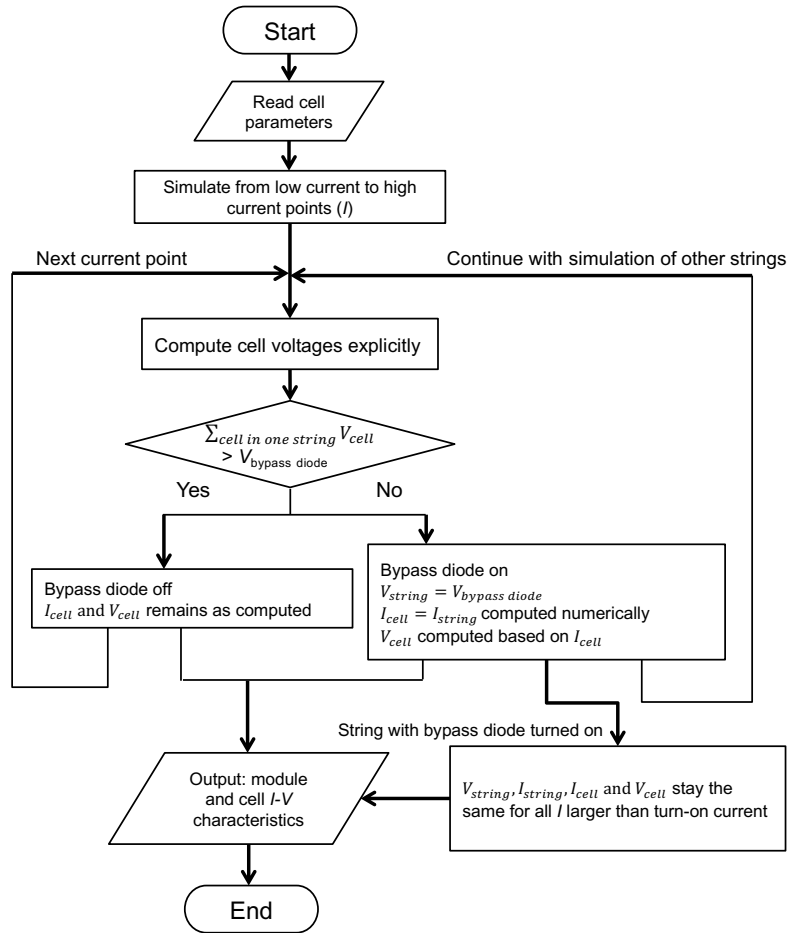 Start
Read cell
parameters
Simulate from low current to high
current points (I)
Next current point
Continue with simulation of other strings
Compute cell voltages explicitly
∑cell in one string Vcell
> Vbypass diode
Yes
No
Bypass diode off
Icell and Vcell remains as computed
Bypass diode on
Vstring = Vbypass diode
Icell = Istring computed numerically
Vcell computed based on Icell
String with bypass diode turned on
Output: module
and cell I-V
characteristics
Vstring, Istring, Icell and Vcell stay the
same for all I larger than turn-on current
End